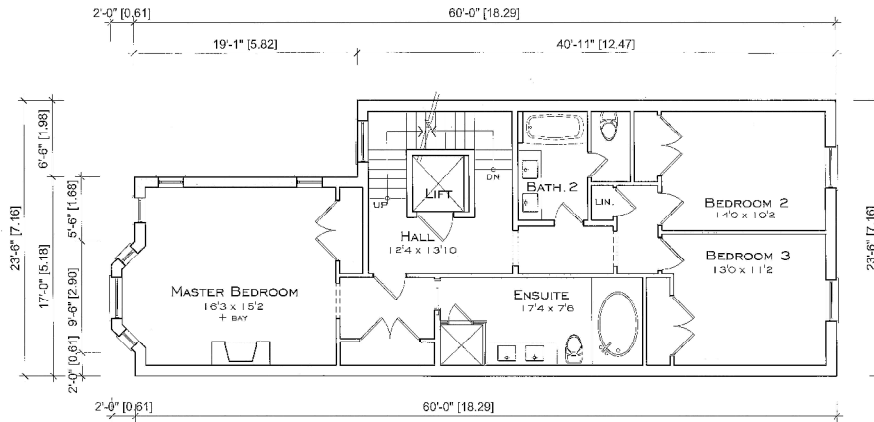 2'-0" [0.61]
60'-0" [18.29]
19'-1" [5.82]
40'-11" [12.47]
23'-6" [7.16]
6'-6" [1.98]
17'-0" [5.18]
5'-6" [1.68]
9'-6" [2.90]
2'-0" [0.61]
23'-6" [7.16]
LIFT
UP
DN
BATH. 2
LIN.
BEDROOM 2
14'0 x 10'2
HALL
12'4 x 13'10
BEDROOM 3
13'0 x 11'2
MASTER BEDROOM
16'3 x 15'2
+ BAY
ENSUITE
17'4 x 7'6
2'-0" [0.61]
60'-0" [18.29]